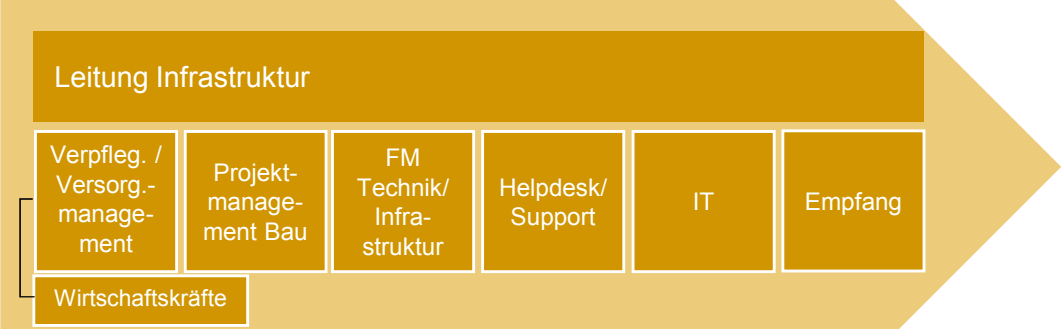 Leitung Infrastruktur
Verpfleg. /
Versorg.-
manage-
ment
Projekt-
manage-
ment Bau
FM
Technik/
Infra-
struktur
Helpdesk/
Support
IT
Empfang
Wirtschaftskräfte